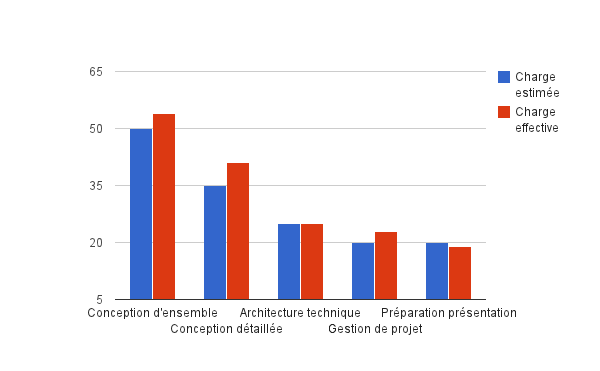 65
50
35
20
5
Charge
estimée
Charge
effective
Conception d'ensemble
Architecture technique
Préparation présentation
Conception détaillée
Gestion de projet